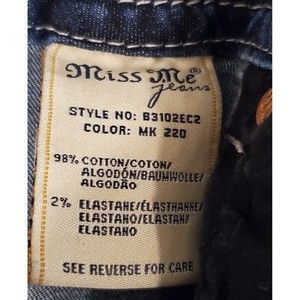 Miss Me®
jeans
STYLE NO: B3102EC2
COLOR: MK 220
98% COTTON/COTON/
ALGODÓN/BAUMWOLLE/
ALGODÃO
2% ELASTANE/ÉLASTHANNE/
ELASTANO/ELASTAN/
ELASTANO
SEE REVERSE FOR CARE